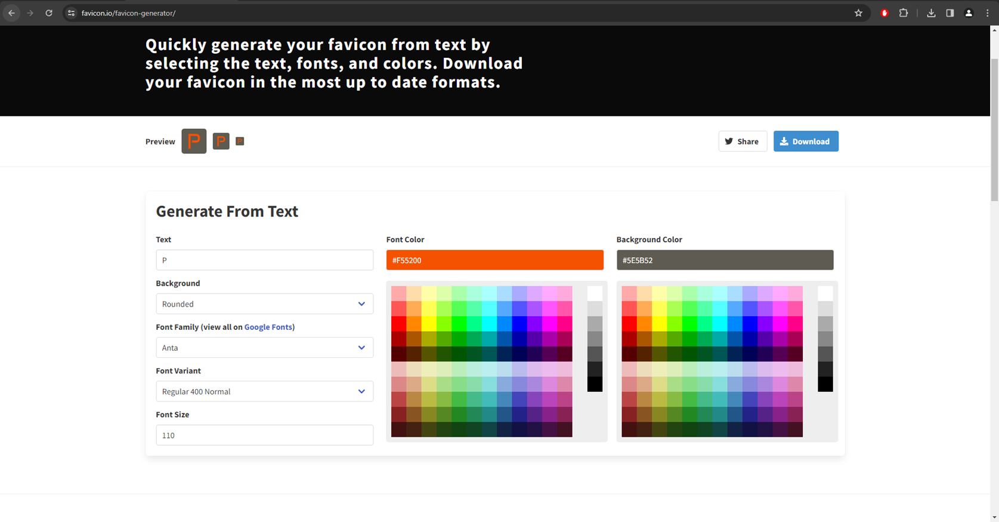 favicon.io/favicon-generator/
Quickly generate your favicon from text by
selecting the text, fonts, and colors. Download
your favicon in the most up to date formats.
Preview
P
P
P
Share
Download
Generate From Text
Text
Font Color
Background Color
P
#F55200
#5E5B52
Background
Rounded
Font Family (view all on Google Fonts)
Anta
Font Variant
Regular 400 Normal
Font Size
110